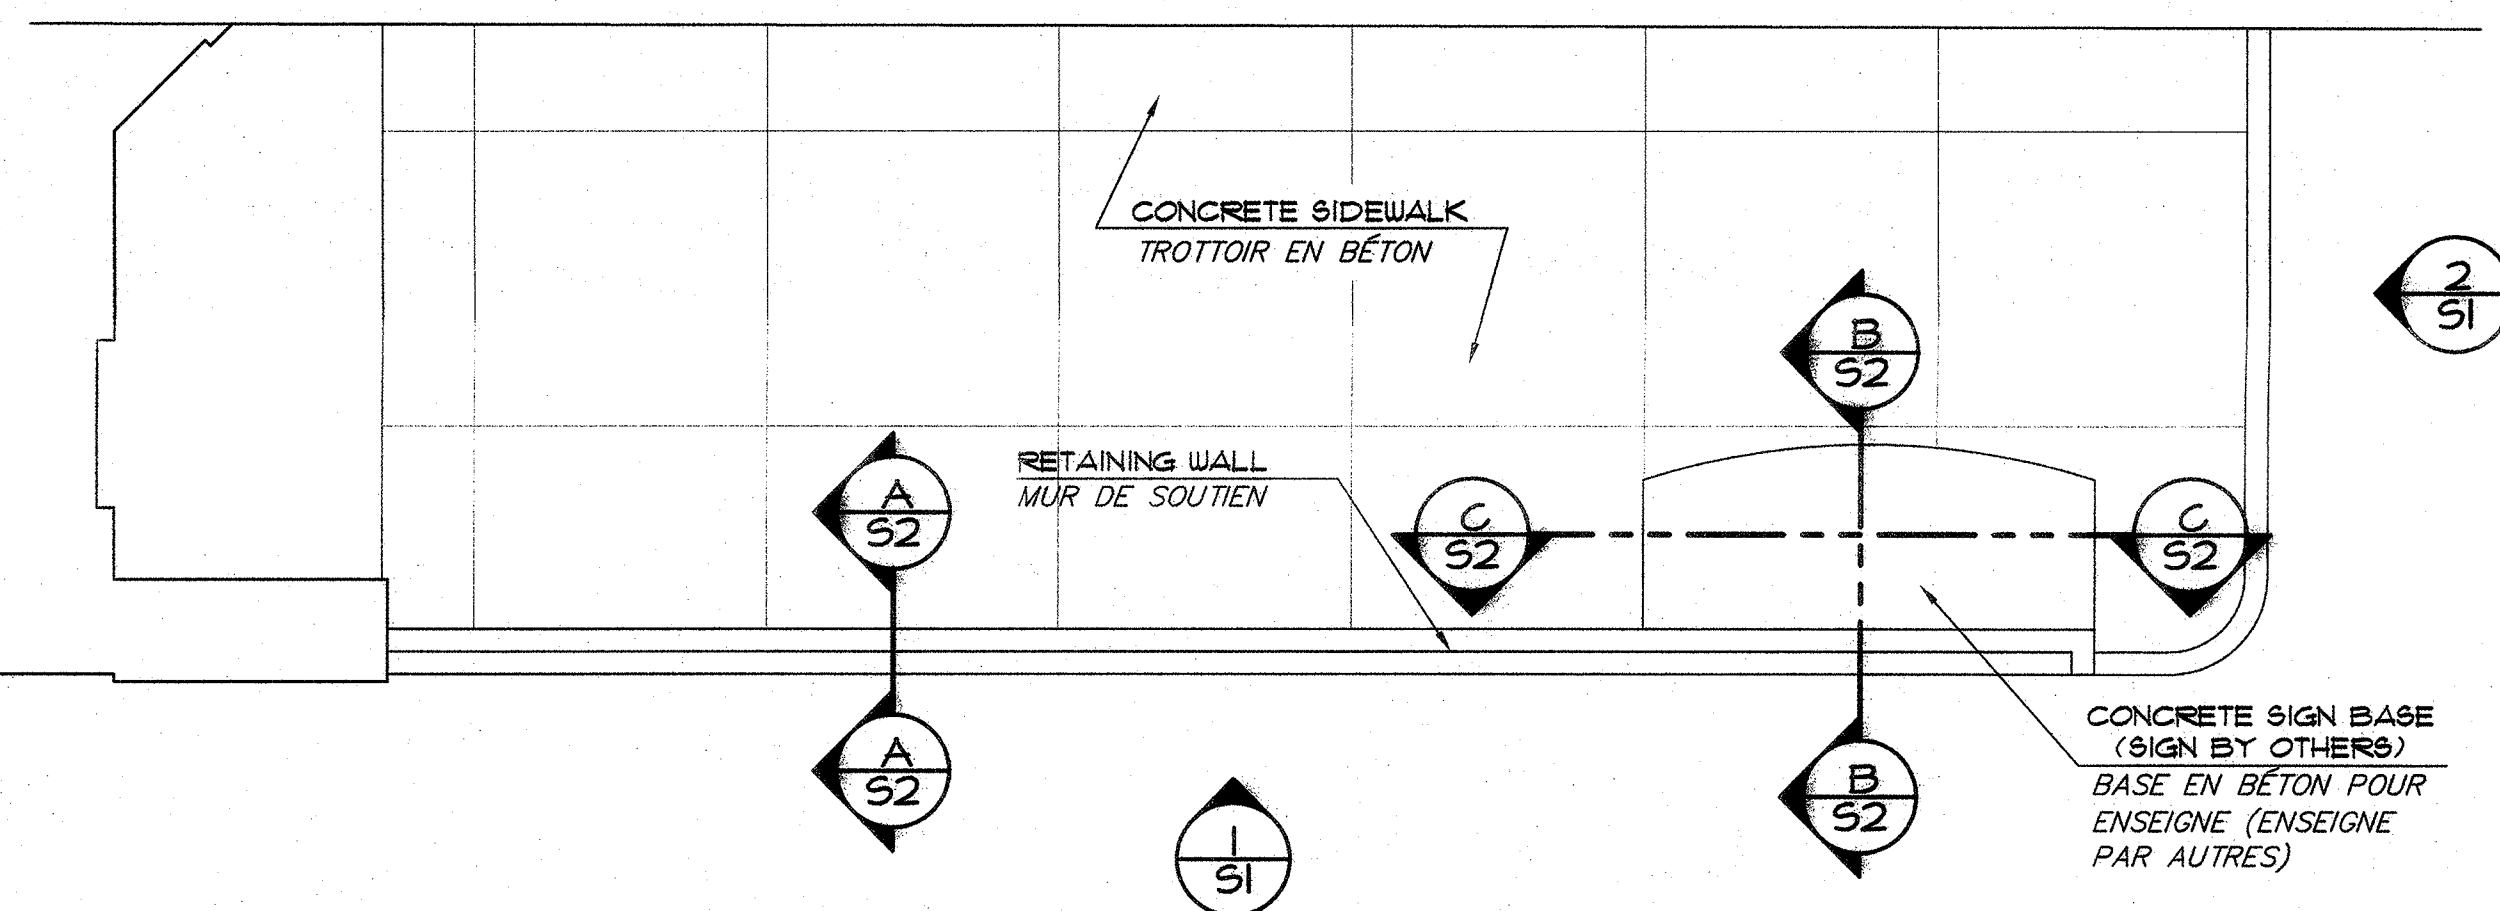 CONCRETE SIDEWALK
TROTTOIR EN BÉTON
2
S1
B
S2
RETAINING WALL
MUR DE SOUTIEN
A
S2
C
S2
C
S2
A
S2
B
S2
1
S1
CONCRETE SIGN BASE
(SIGN BY OTHERS)
BASE EN BÉTON POUR
ENSEIGNE (ENSEIGNE
PAR AUTRES)